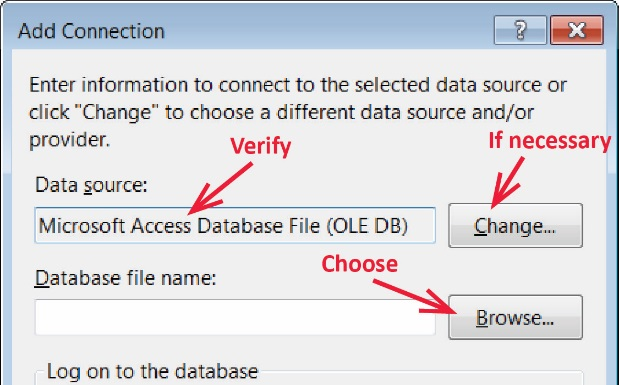 Add Connection
?
Enter information to connect to the selected data source or
click "Change" to choose a different data source and/or
provider.
Verify
If necessary
Data source:
Microsoft Access Database File (OLE DB)
Change...
Database file name:
Choose
Browse...
Log on to the database